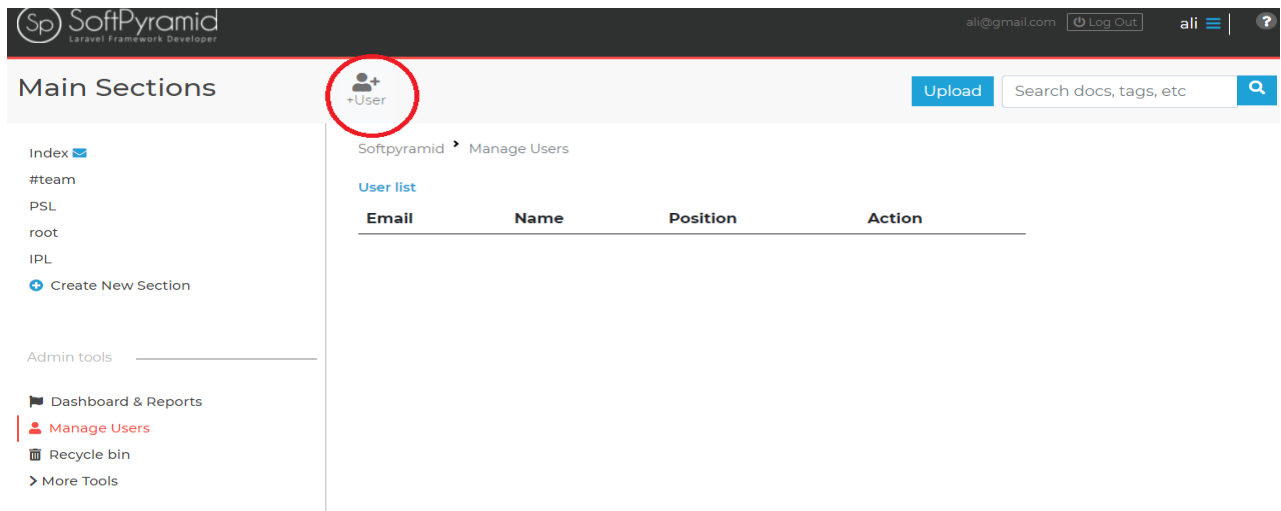 Sp SoftPyramid
Laravel Framework Developer
ali@gmail.com Log Out ali ?
Main Sections
+User
Upload Search docs, tags, etc
Index
#team
PSL
root
IPL
Create New Section
Admin tools
Dashboard & Reports
Manage Users
Recycle bin
More Tools
Softpyramid > Manage Users
User list
Email Name Position Action